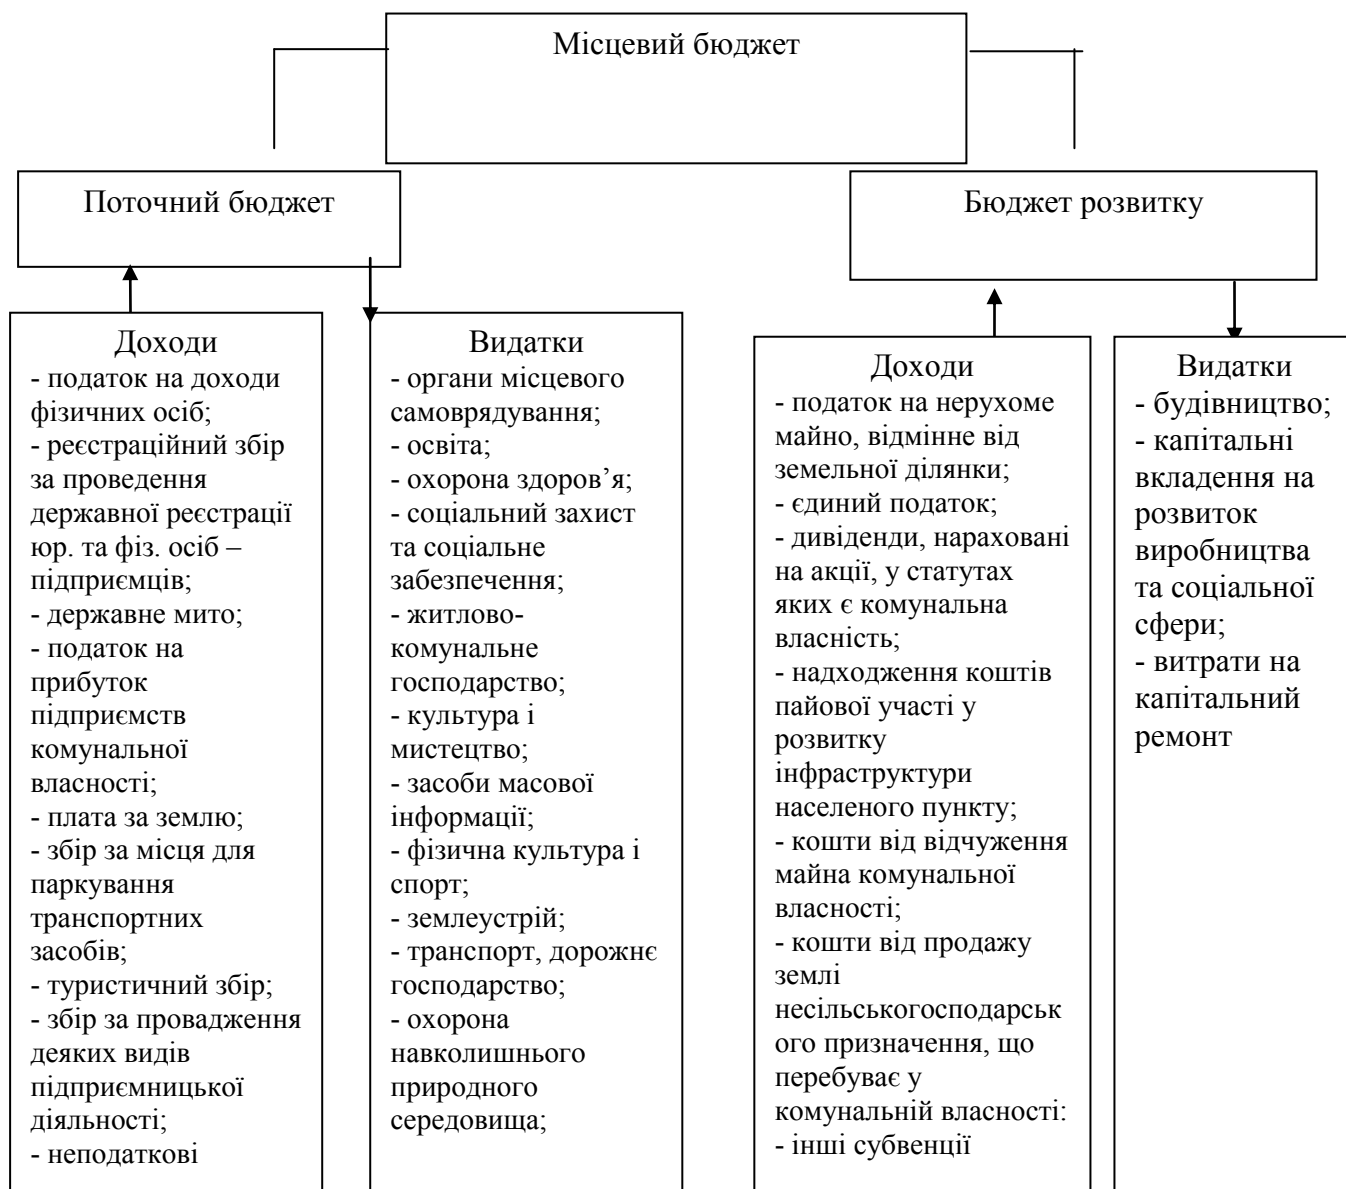 Місцевий бюджет
Поточний бюджет
Бюджет розвитку
Доходи
- податок на доходи
фізичних осіб;
- реєстраційний збір
за проведення
державної реєстрації
юр. та фіз. осіб –
підприємців;
- державне мито;
- податок на
прибуток
підприємств
комунальної
власності;
- плата за землю;
- збір за місця для
паркування
транспортних
засобів;
- туристичний збір;
- збір за провадження
деяких видів
підприємницької
діяльності;
- неподаткові
Видатки
- органи місцевого
самоврядування;
- освіта;
- охорона здоров’я;
- соціальний захист
та соціальне
забезпечення;
- житлово-
комунальне
господарство;
- культура і
мистецтво;
- засоби масової
інформації;
- фізична культура і
спорт;
- землеустрій;
- транспорт, дорожнє
господарство;
- охорона
навколишнього
природного
середовища;
Доходи
- податок на нерухоме
майно, відмінне від
земельної ділянки;
- єдиний податок;
- дивіденди, нараховані
на акції, у статутах
яких є комунальна
власність;
- надходження коштів
пайової участі у
розвитку
інфраструктури
населеного пункту;
- кошти від відчуження
майна комунальної
власності;
- кошти від продажу
землі
несільськогосподарськ
ого призначення, що
перебуває у
комунальній власності:
- інші субвенції
Видатки
- будівництво;
- капітальні
вкладення на
розвиток
виробництва
та соціальної
сфери;
- витрати на
капітальний
ремонт